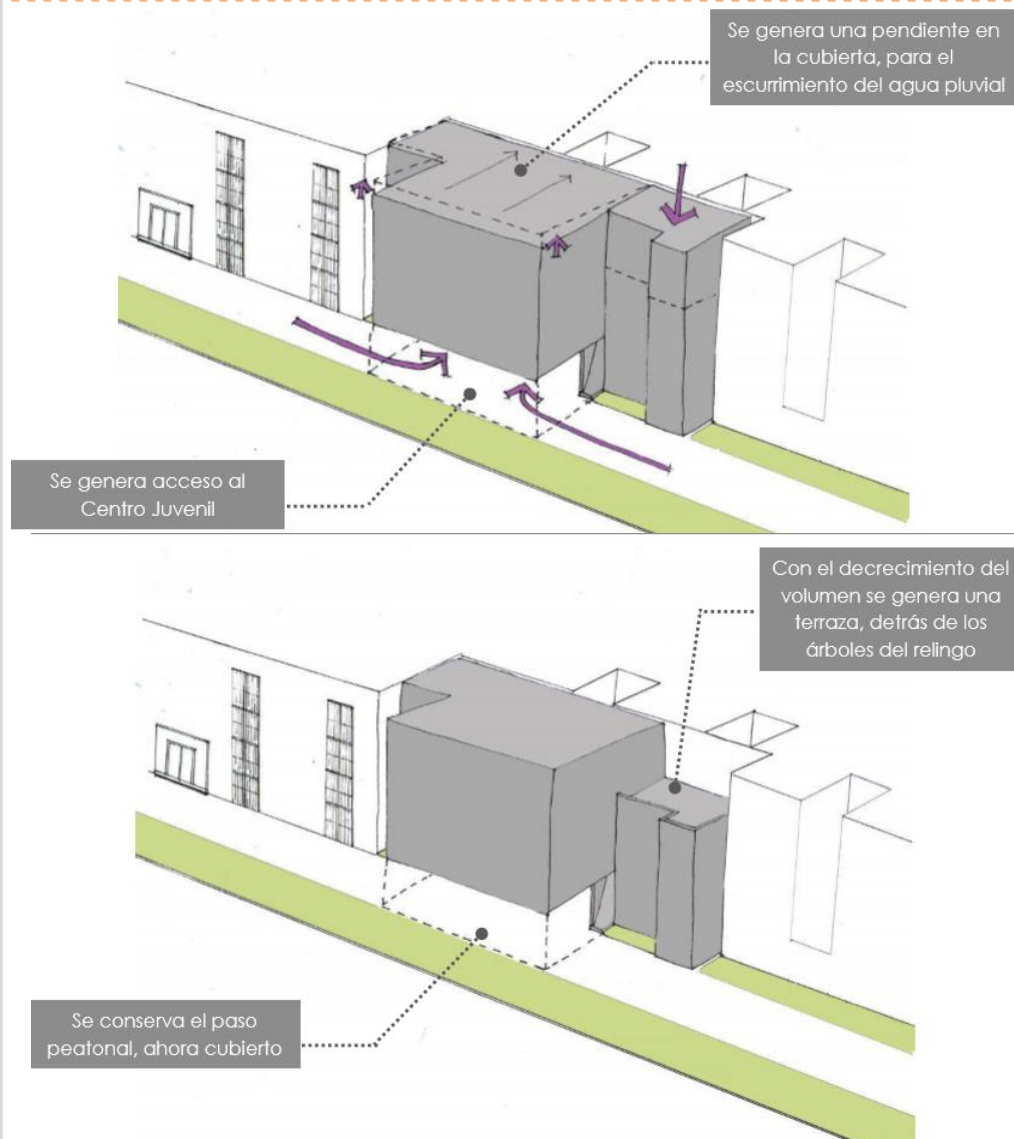 Se genera una pendiente en
la cubierta, para el
escurrimiento del agua pluvial
Se genera acceso al
Centro Juvenil
Con el decrecimiento del
volumen se genera una
terraza, detrás de los
árboles del relingo
Se conserva el paso
peatonal, ahora cubierto